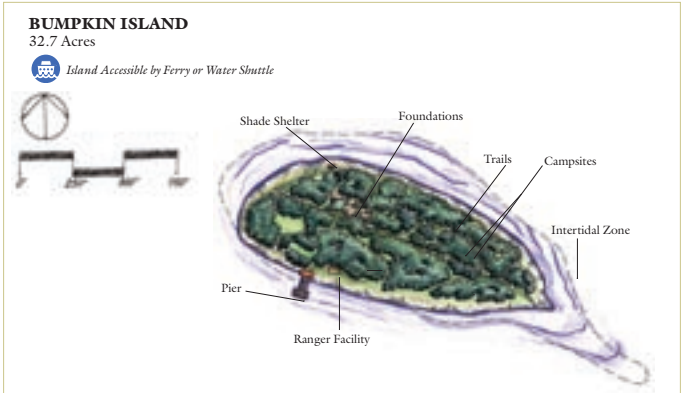 BUMPKIN ISLAND
32.7 Acres
Island Accessible by Ferry or Water Shuttle
Shade Shelter
Foundations
Trails
Campsites
Intertidal Zone
Pier
Ranger Facility